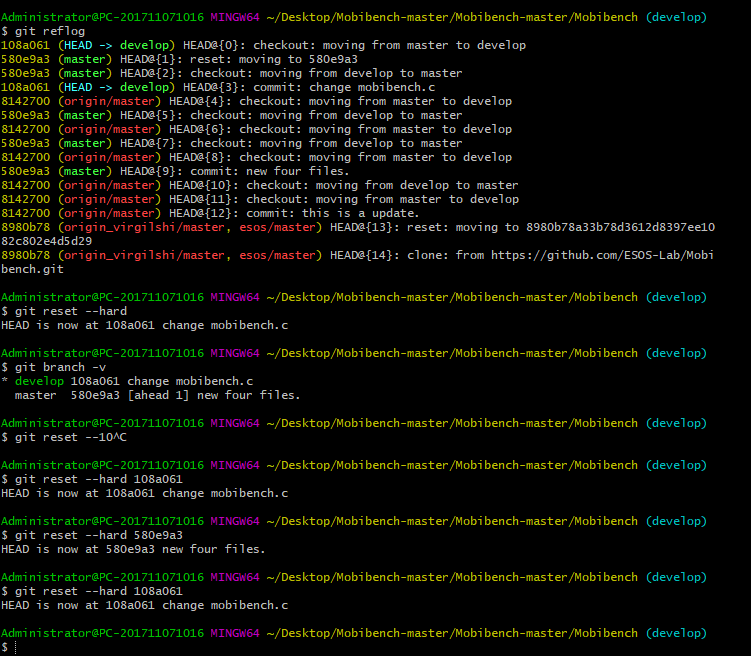 Administrator@PC-201711071016 MINGW64 ~/Desktop/Mobibench-master/Mobibench-master/Mobibench (develop)
$ git reflog
108a061 (HEAD -> develop) HEAD@{0}: checkout: moving from master to develop
580e9a3 (master) HEAD@{1}: reset: moving to 580e9a3
580e9a3 (master) HEAD@{2}: checkout: moving from develop to master
108a061 (HEAD -> develop) HEAD@{3}: commit: change mobibench.c
8142700 (origin/master) HEAD@{4}: checkout: moving from master to develop
580e9a3 (master) HEAD@{5}: checkout: moving from develop to master
8142700 (origin/master) HEAD@{6}: checkout: moving from master to develop
580e9a3 (master) HEAD@{7}: checkout: moving from develop to master
8142700 (origin/master) HEAD@{8}: checkout: moving from master to develop
580e9a3 (master) HEAD@{9}: commit: new four files.
8142700 (origin/master) HEAD@{10}: checkout: moving from develop to master
8142700 (origin/master) HEAD@{11}: checkout: moving from master to develop
8142700 (origin/master) HEAD@{12}: commit: this is a update.
8980b78 (origin_virgilshi/master, esos/master) HEAD@{13}: reset: moving to 8980b78a33b78d3612d8397ee10
82c802e4d5d29
8980b78 (origin_virgilshi/master, esos/master) HEAD@{14}: clone: from https://github.com/ESOS-Lab/Mobi
bench.git
Administrator@PC-201711071016 MINGW64 ~/Desktop/Mobibench-master/Mobibench-master/Mobibench (develop)
$ git reset --hard
HEAD is now at 108a061 change mobibench.c
Administrator@PC-201711071016 MINGW64 ~/Desktop/Mobibench-master/Mobibench-master/Mobibench (develop)
$ git branch -v
* develop 108a061 change mobibench.c
  master  580e9a3 [ahead 1] new four files.
Administrator@PC-201711071016 MINGW64 ~/Desktop/Mobibench-master/Mobibench-master/Mobibench (develop)
$ git reset --10^C
Administrator@PC-201711071016 MINGW64 ~/Desktop/Mobibench-master/Mobibench-master/Mobibench (develop)
$ git reset --hard 108a061
HEAD is now at 108a061 change mobibench.c
Administrator@PC-201711071016 MINGW64 ~/Desktop/Mobibench-master/Mobibench-master/Mobibench (develop)
$ git reset --hard 580e9a3
HEAD is now at 580e9a3 new four files.
Administrator@PC-201711071016 MINGW64 ~/Desktop/Mobibench-master/Mobibench-master/Mobibench (develop)
$ git reset --hard 108a061
HEAD is now at 108a061 change mobibench.c
Administrator@PC-201711071016 MINGW64 ~/Desktop/Mobibench-master/Mobibench-master/Mobibench (develop)
$